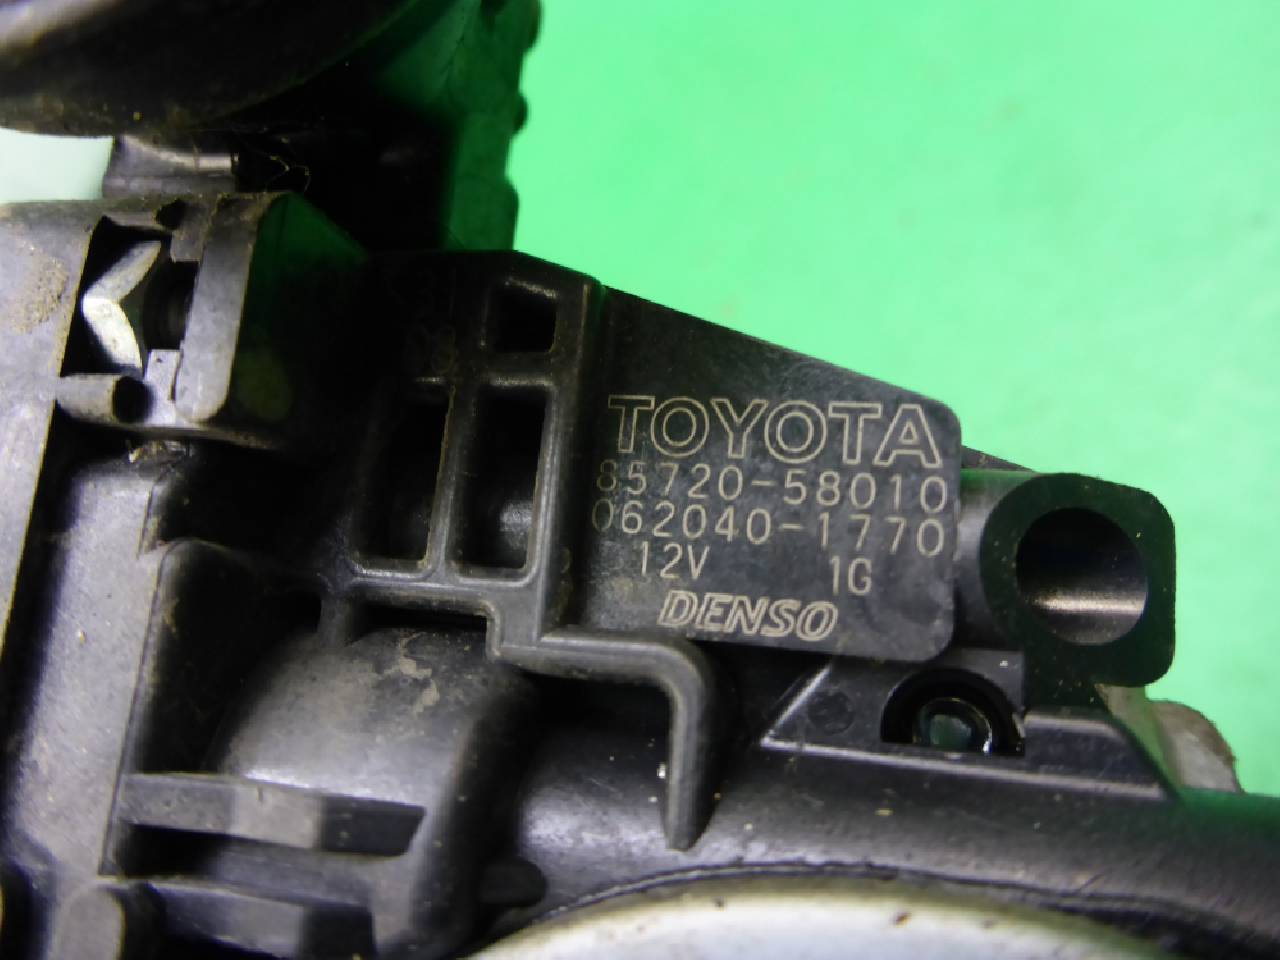 TOYOTA
85720-58010
062040-1770
12V 1G
DENSO